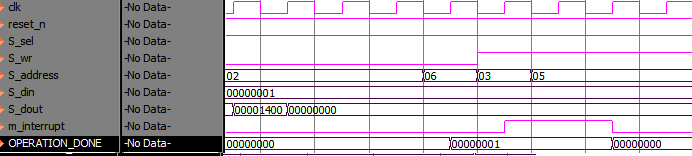 clk -No Data-
reset_n -No Data-
S_sel -No Data-
S_wr -No Data-
S_address -No Data- 02 06 03 05
S_din -No Data- 00000001
S_dout -No Data- 00001400 00000000
m_interrupt -No Data-
OPERATION_DONE -No Data- 00000000 00000001 00000000